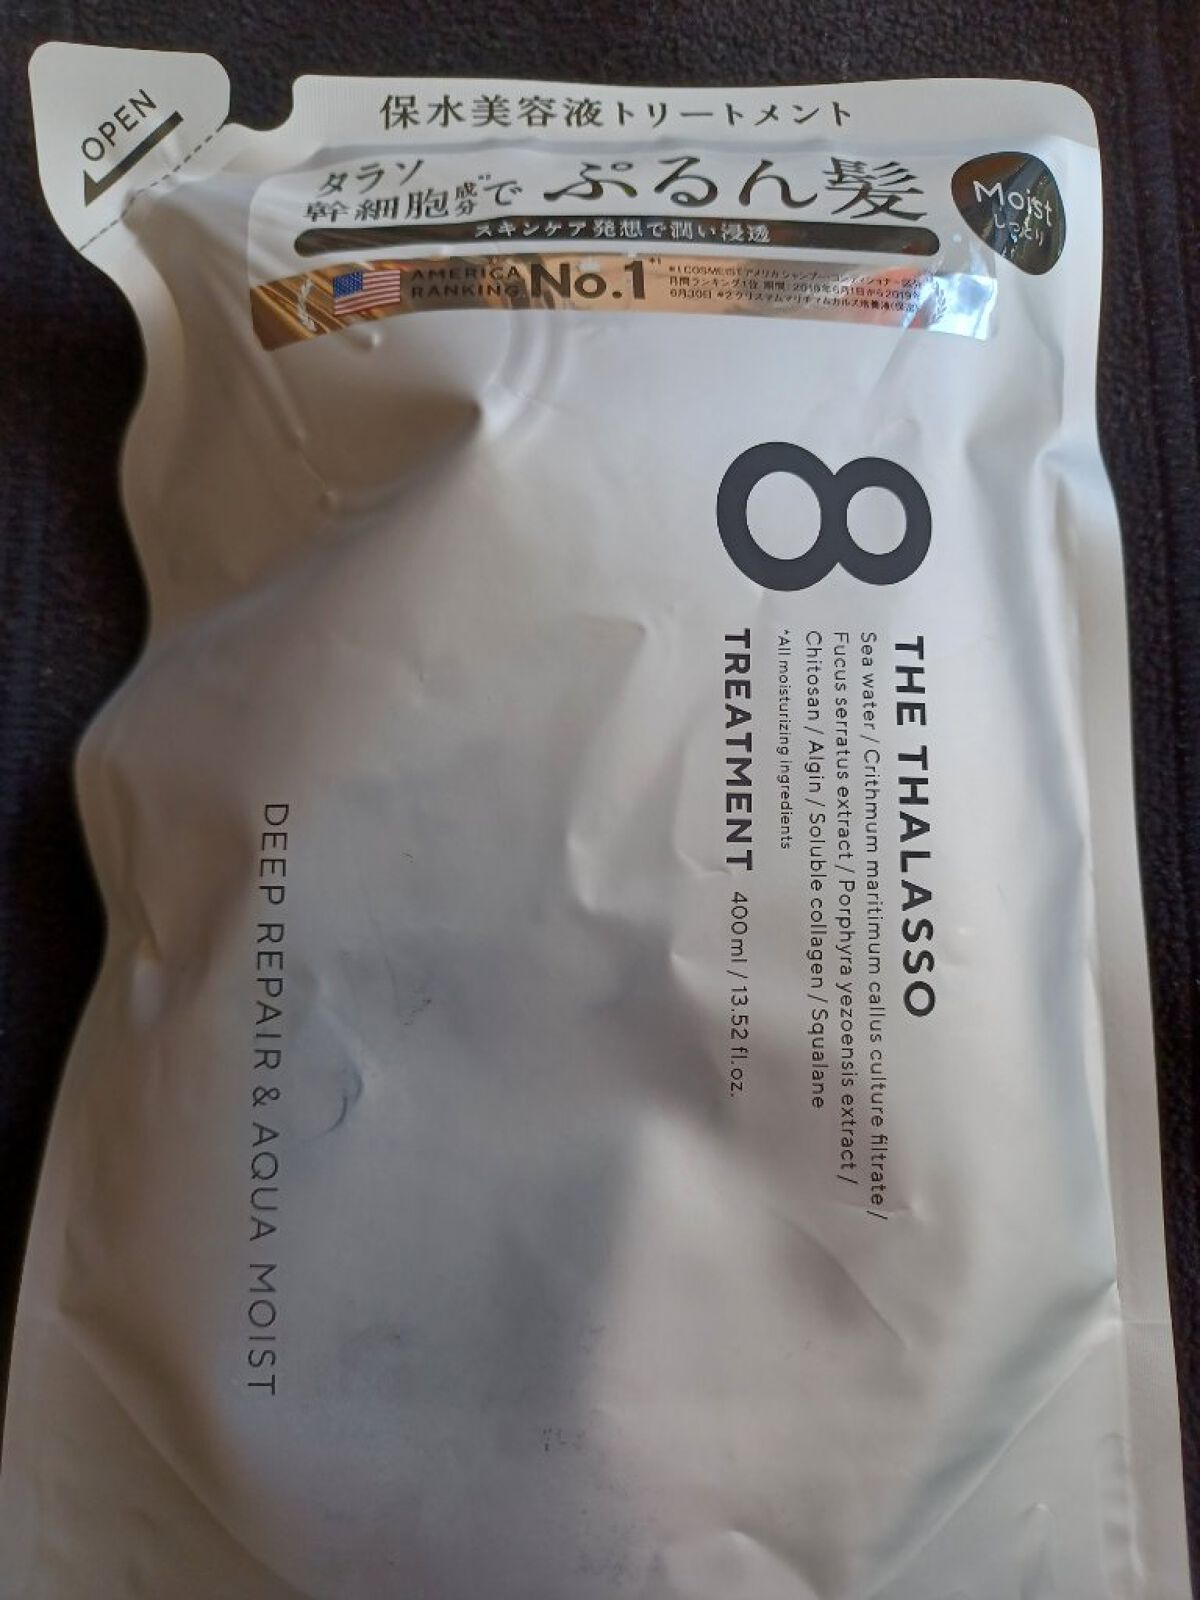 OPEN
保水美容液トリートメント
タラソ
幹細胞成分で ぷるん髪
スキンケア発想で潤い浸透
Moist
しっとり
AMERICA
RANKING No.1
8
THE THALASSO
Sea water / Crithmum maritimum callus culture filtrate /
Fucus serratus extract / Porphyra yezoensis extract /
Chitosan / Algin / Soluble collagen / Squalane
*All moisturizing ingredients
TREATMENT 400ml / 13.52 fl.oz.
DEEP REPAIR & AQUA MOIST